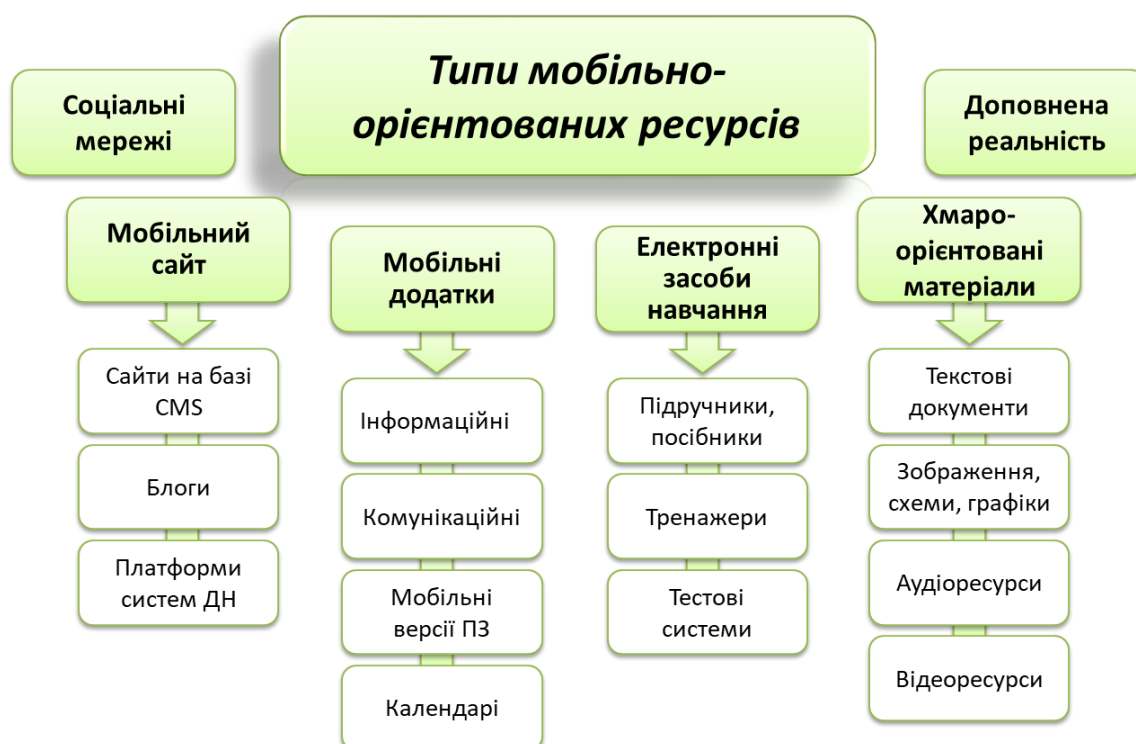 Типи мобільно-
орієнтованих ресурсів
Соціальні
мережі
Доповнена
реальність
Мобільний
сайт
Сайти на базі
CMS
Блоги
Платформи
систем ДН
Мобільні
додатки
Інформаційні
Комунікаційні
Мобільні
версії ПЗ
Календарі
Електронні
засоби
навчання
Підручники,
посібники
Тренажери
Тестові
системи
Хмаро-
орієнтовані
матеріали
Текстові
документи
Зображення,
схеми, графіки
Аудіоресурси
Відеоресурси